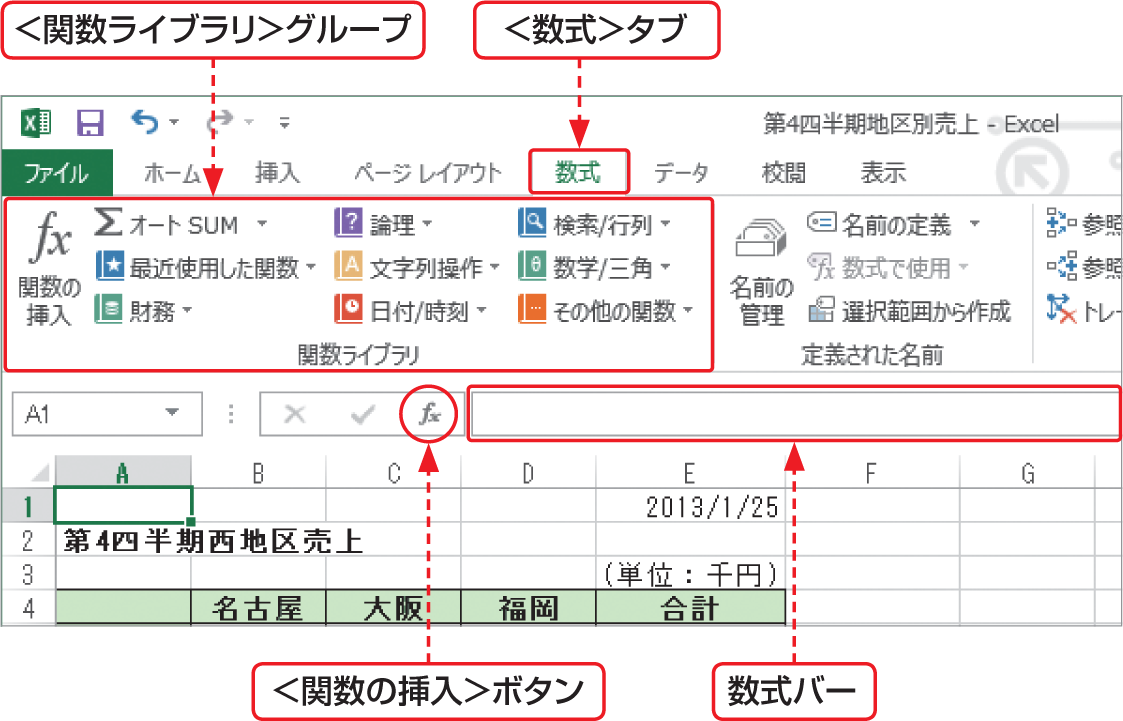 <関数ライブラリ>グループ
<数式>タブ
第4四半期地区別売上 - Excel
ファイル ホーム 挿入 ページ レイアウト 数式 データ 校閲 表示
fx 関数の挿入
Σ オート SUM
最近使用した関数
財務
論理
文字列操作
日付/時刻
検索/行列
数学/三角
その他の関数
関数ライブラリ
名前の管理
名前の定義
数式で使用
選択範囲から作成
定義された名前
参照
参照
トレー
A1 fx
A B C D E F G
1 2013/1/25
2 第4四半期西地区売上
3 (単位：千円)
4 名古屋 大阪 福岡 合計
<関数の挿入>ボタン
数式バー